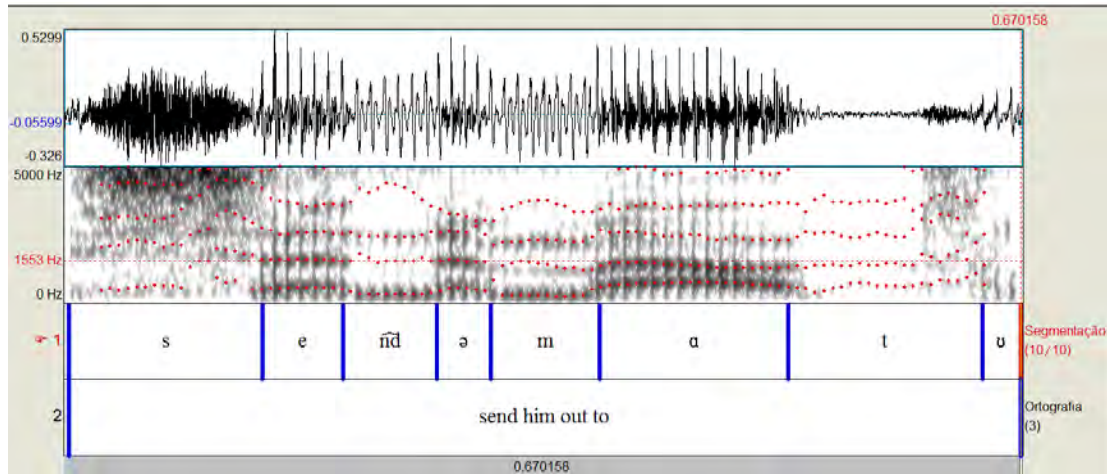 0.670158
0.5299
-0.05599
-0.326
5000 Hz
1553 Hz
0 Hz
1 s e n͡d ə m ɑ t ʊ Segmentação
(10/10)
2 send him out to Ortografia
(3)
0.670158